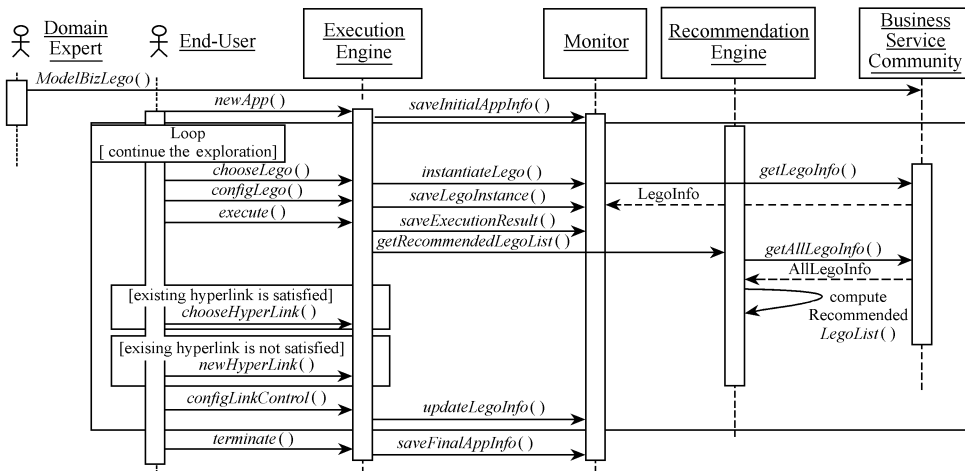 Domain
Expert
End-User
Execution
Engine
Monitor
Recommendation
Engine
Business
Service
Community
ModelBizLego()
newApp()
saveInitialAppInfo()
Loop
[ continue the exploration]
chooseLego()
instantiateLego()
getLegoInfo()
configLego()
saveLegoInstance()
LegoInfo
execute()
saveExecutionResult()
getRecommendedLegoList()
getAllLegoInfo()
AllLegoInfo
[existing hyperlink is satisfied]
chooseHyperLink()
compute
Recommended
LegoList()
[exising hyperlink is not satisfied]
newHyperLink()
configLinkControl()
updateLegoInfo()
terminate()
saveFinalAppInfo()